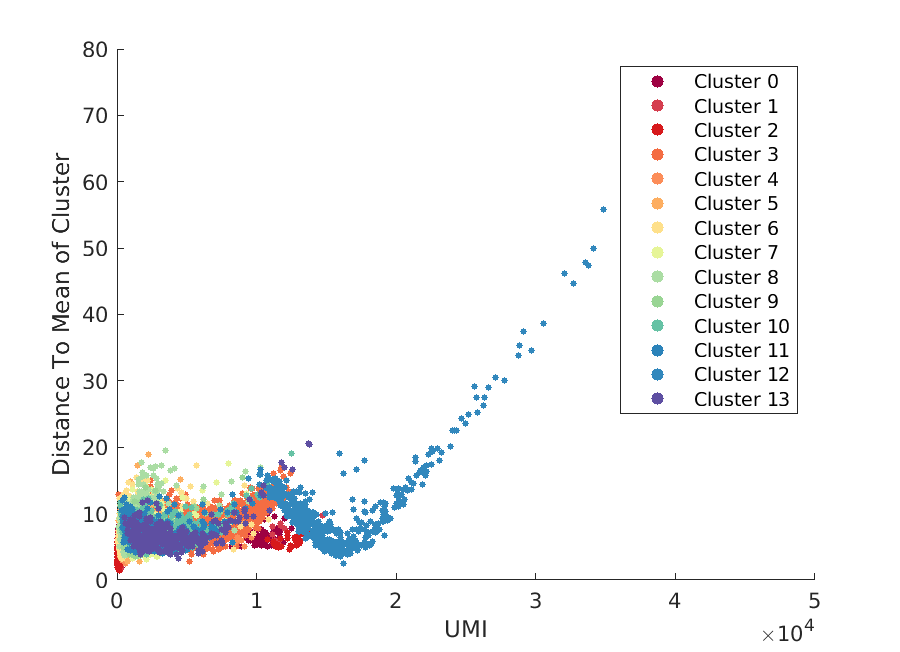 80
70
60
50
40
30
20
10
0
Distance To Mean of Cluster
0
1
2
3
4
5
×10^4
UMI
Cluster 0
Cluster 1
Cluster 2
Cluster 3
Cluster 4
Cluster 5
Cluster 6
Cluster 7
Cluster 8
Cluster 9
Cluster 10
Cluster 11
Cluster 12
Cluster 13